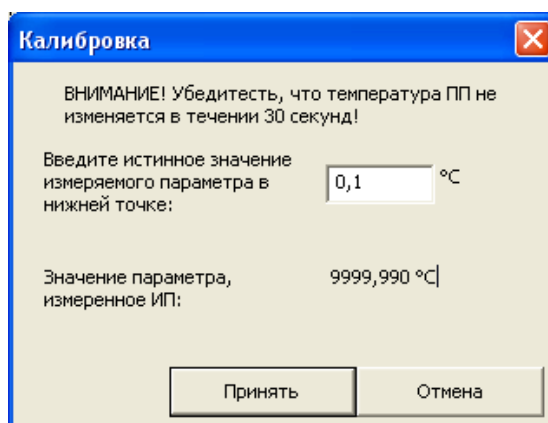 Калибровка
ВНИМАНИЕ! Убедитесть, что температура ПП не
изменяется в течении 30 секунд!
Введите истинное значение
измеряемого параметра в
нижней точке:
0,1 °C
Значение параметра,
измеренное ИП:
9999,990 °C
Принять Отмена